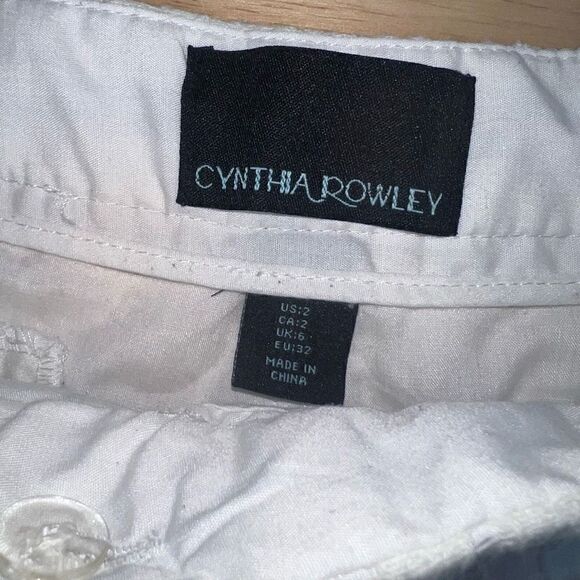 CYNTHIA ROWLEY
US:2
CA:2
UK:6
EU:32
MADE IN
CHINA